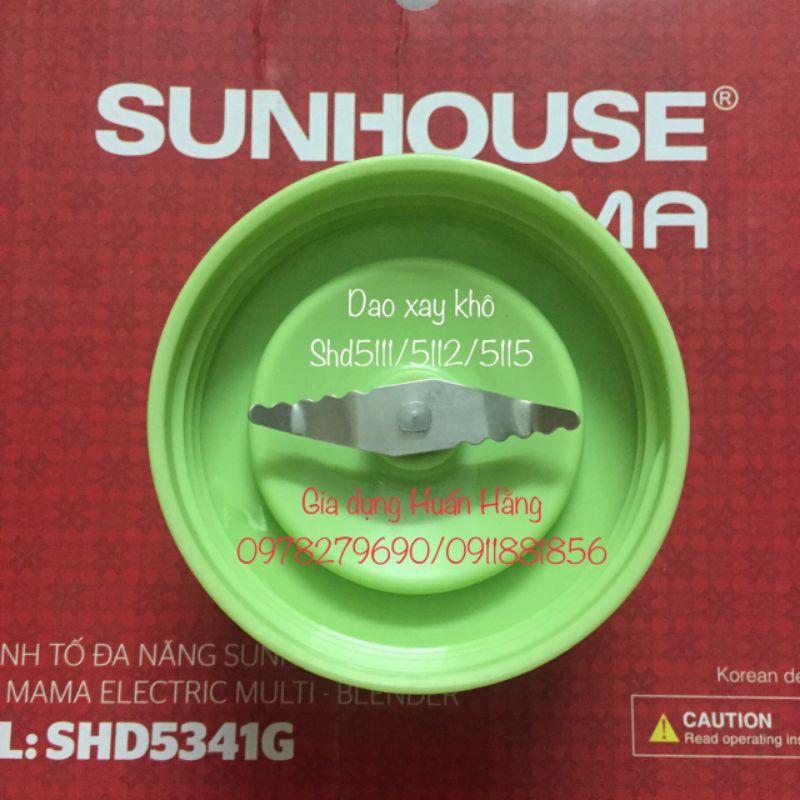 SUNHOUSE®
MA
Dao xay khô
Shd5111/5112/5115
Gia dụng Huấn Hằng
0978279690/0911881856
NH TỐ ĐA NĂNG SUN
MAMA ELECTRIC MULTI - BLENDER
L: SHD5341G
Korean de
CAUTION
Read operating ins